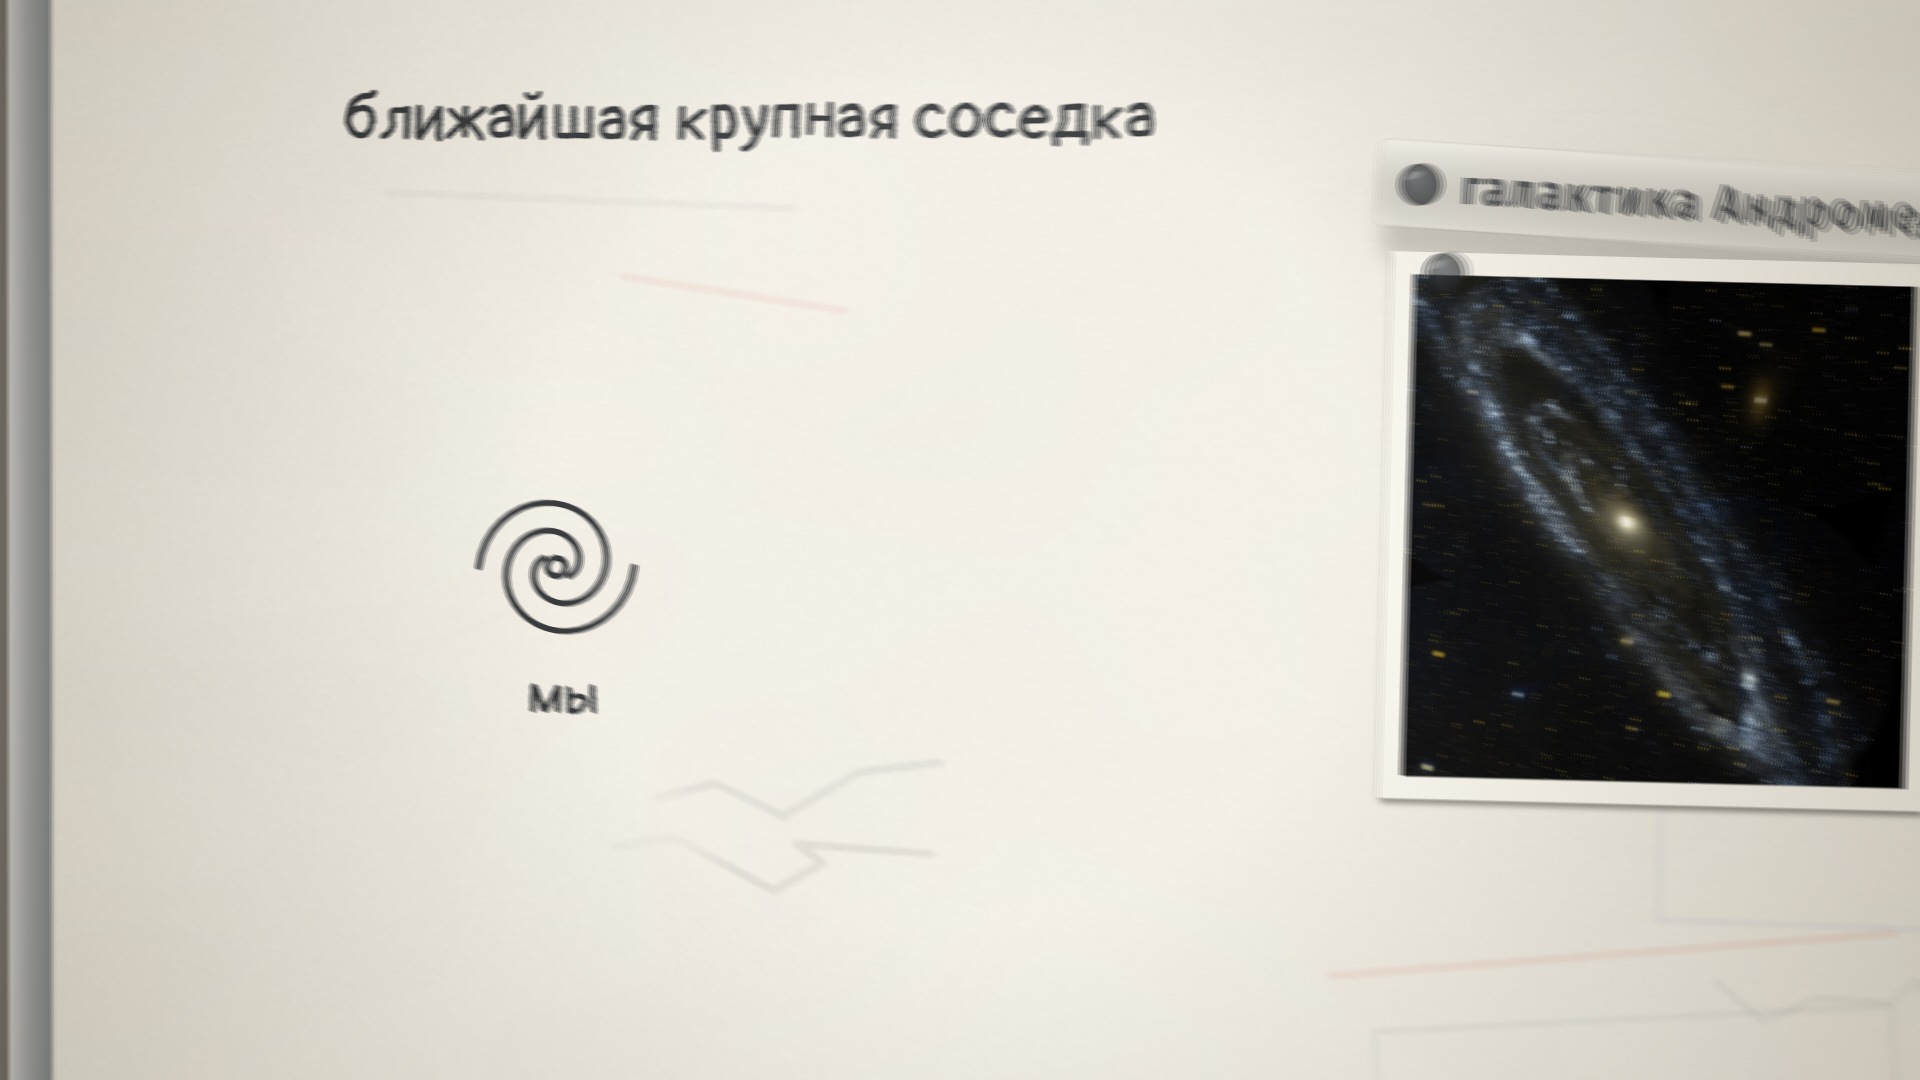 ближайшая крупная соседка
галактика Андроме
мы